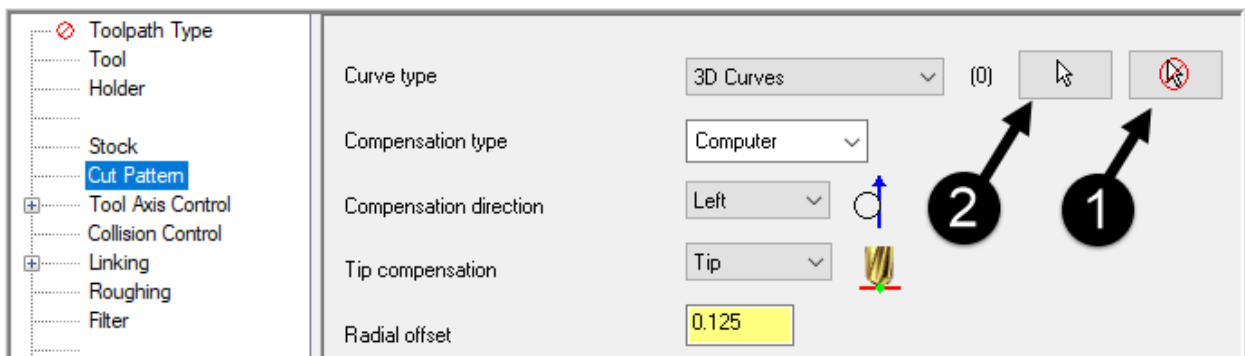 Toolpath Type
Tool
Holder
Stock
Cut Pattern
Tool Axis Control
Collision Control
Linking
Roughing
Filter
Curve type 3D Curves (0)
Compensation type Computer
Compensation direction Left
Tip compensation Tip
Radial offset 0.125
2 1